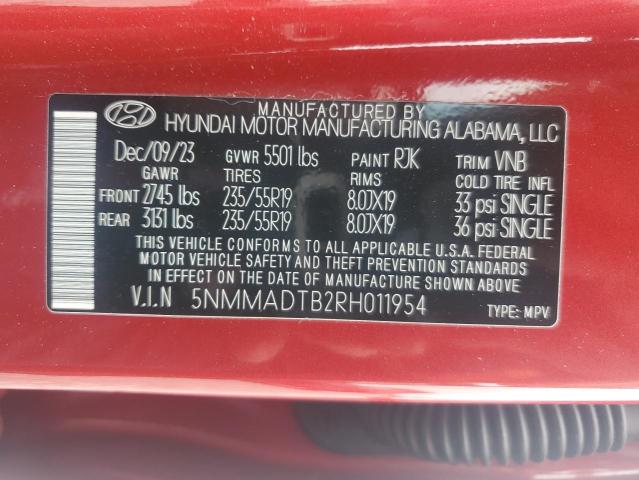 MANUFACTURED BY
HYUNDAI MOTOR MANUFACTURING ALABAMA, LLC
Dec/09/23 GVWR 5501 lbs PAINT RJK TRIM VNB
GAWR TIRES RIMS COLD TIRE INFL
FRONT 2745 lbs 235/55R19 8.0JX19 33 psi SINGLE
REAR 3131 lbs 235/55R19 8.0JX19 36 psi SINGLE
THIS VEHICLE CONFORMS TO ALL APPLICABLE U.S.A. FEDERAL
MOTOR VEHICLE SAFETY AND THEFT PREVENTION STANDARDS
IN EFFECT ON THE DATE OF MANUFACTURE SHOWN ABOVE
V.I.N 5NMMADTB2RH011954 TYPE: MPV